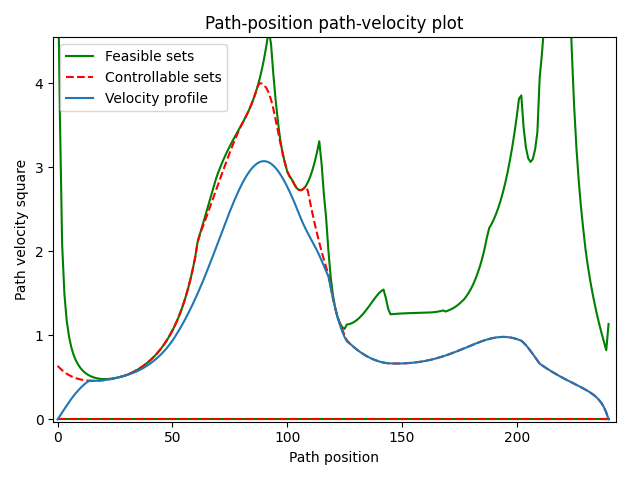 Path-position path-velocity plot
Feasible sets
Controllable sets
Velocity profile
Path velocity square
4
3
2
1
0
0 50 100 150 200
Path position